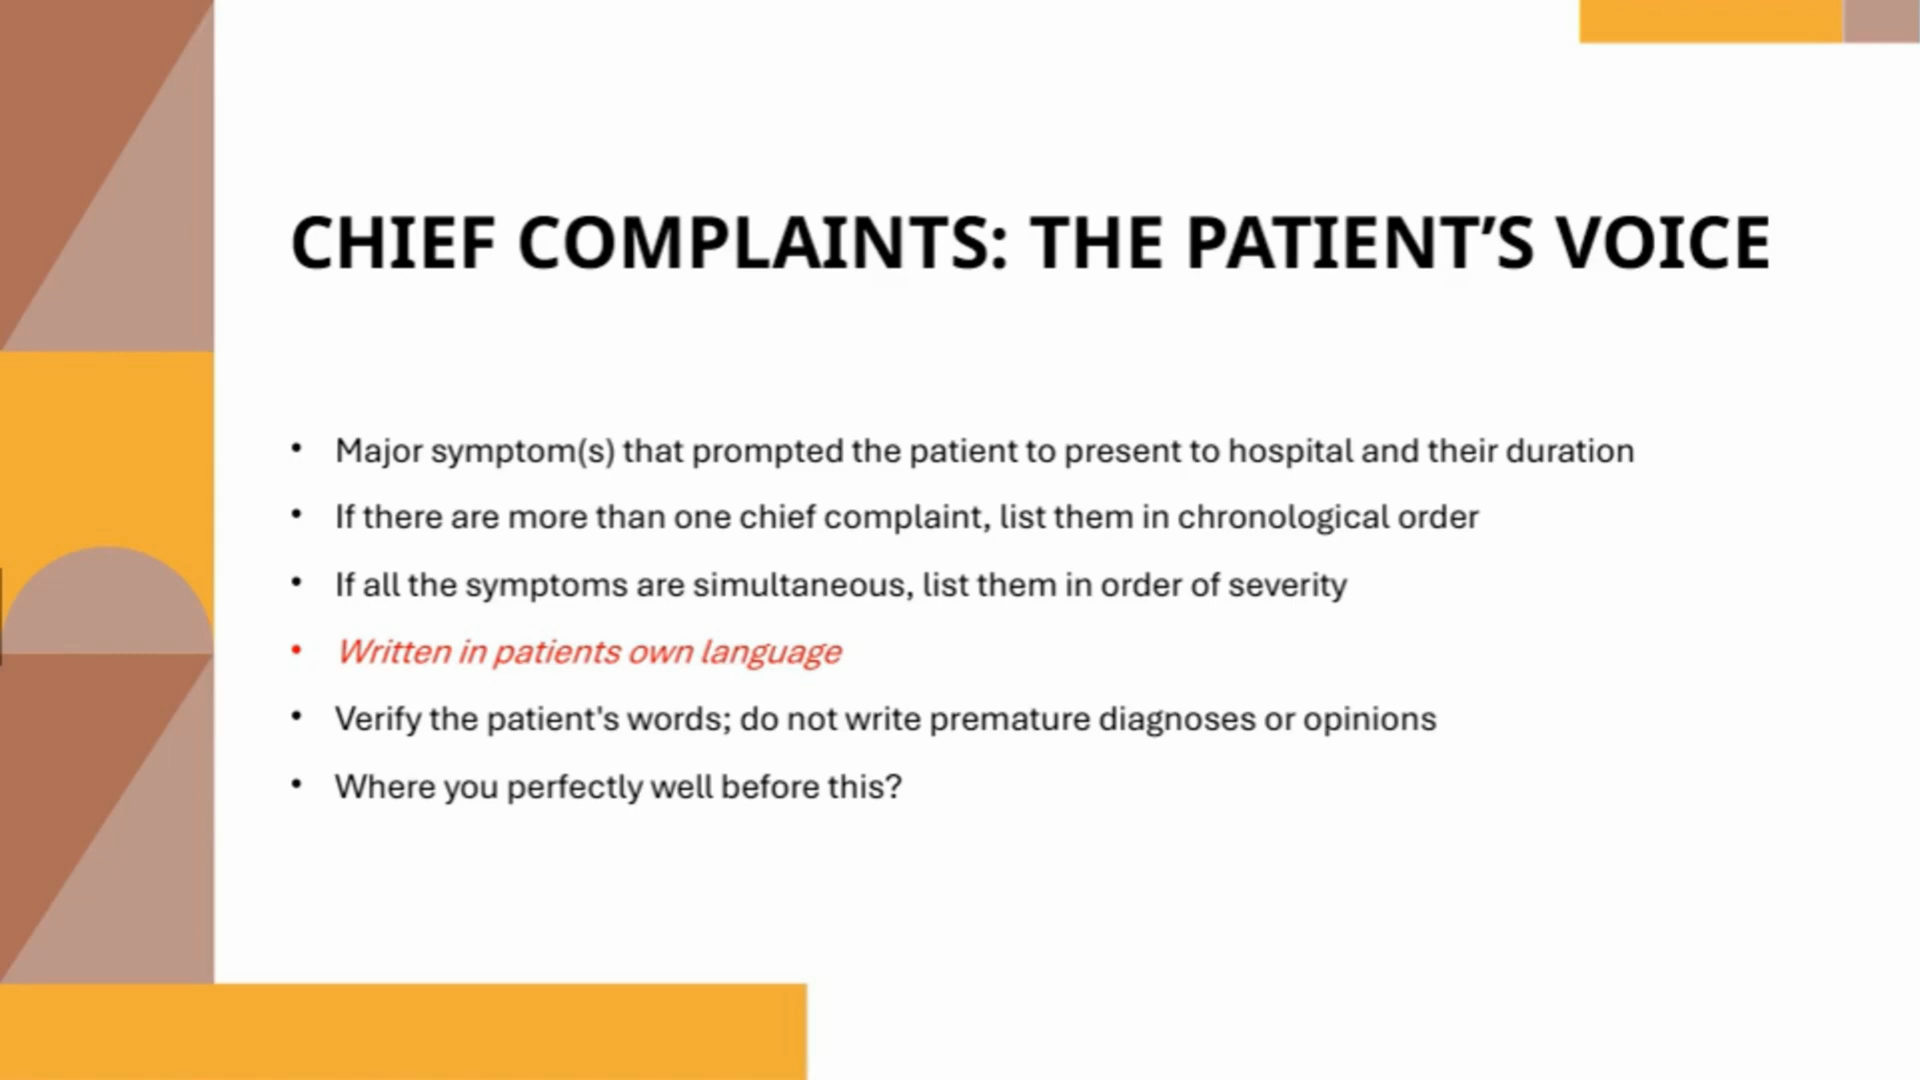 CHIEF COMPLAINTS: THE PATIENT’S VOICE
• Major symptom(s) that prompted the patient to present to hospital and their duration
• If there are more than one chief complaint, list them in chronological order
• If all the symptoms are simultaneous, list them in order of severity
• Written in patients own language
• Verify the patient's words; do not write premature diagnoses or opinions
• Where you perfectly well before this?